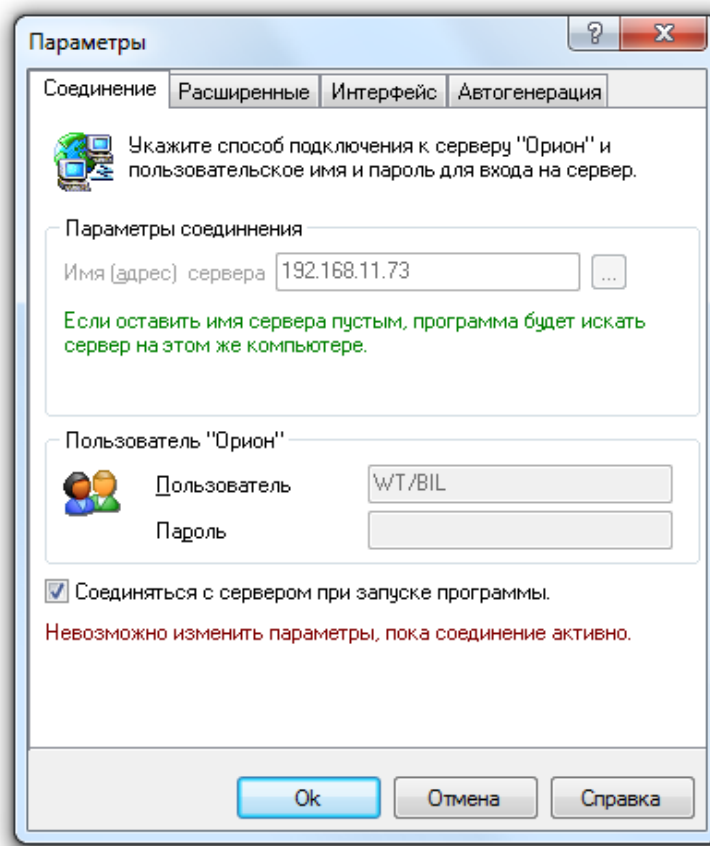 Параметры
Соединение Расширенные Интерфейс Автогенерация
Укажите способ подключения к серверу "Орион" и
пользовательское имя и пароль для входа на сервер.
Параметры соединнения
Имя (адрес) сервера 192.168.11.73 ...
Если оставить имя сервера пустым, программа будет искать
сервер на этом же компьютере.
Пользователь "Орион"
Пользователь WT/BIL
Пароль
Соединяться с сервером при запуске программы.
Невозможно изменить параметры, пока соединение активно.
Ok Отмена Справка